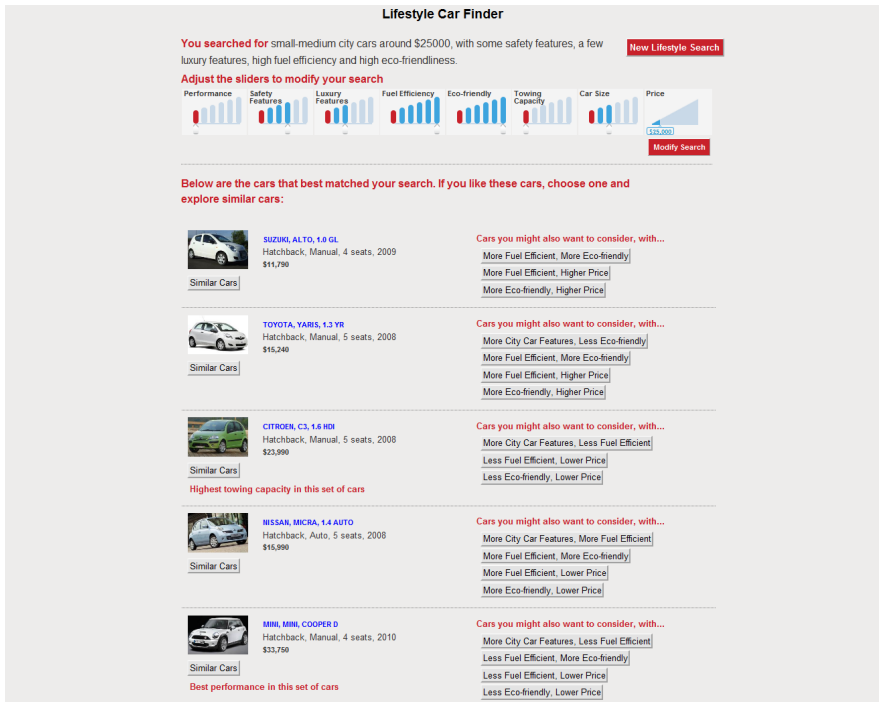 Lifestyle Car Finder
You searched for small-medium city cars around $25000, with some safety features, a few
luxury features, high fuel efficiency and high eco-friendliness.
New Lifestyle Search
Adjust the sliders to modify your search
Performance
Safety
Features
Luxury
Features
Fuel Efficiency
Eco-friendly
Towing
Capacity
Car Size
Price
$25,000
Modify Search
Below are the cars that best matched your search. If you like these cars, choose one and
explore similar cars:
SUZUKI, ALTO, 1.0 GL
Hatchback, Manual, 4 seats, 2009
$11,790
Similar Cars
Cars you might also want to consider, with...
More Fuel Efficient, More Eco-friendly
More Fuel Efficient, Higher Price
More Eco-friendly, Higher Price
TOYOTA, YARIS, 1.3 YR
Hatchback, Manual, 5 seats, 2008
$15,240
Similar Cars
Cars you might also want to consider, with...
More City Car Features, Less Eco-friendly
More Fuel Efficient, More Eco-friendly
More Fuel Efficient, Higher Price
More Eco-friendly, Higher Price
CITROEN, C3, 1.6 HDI
Hatchback, Manual, 5 seats, 2008
$23,990
Similar Cars
Highest towing capacity in this set of cars
Cars you might also want to consider, with...
More City Car Features, Less Fuel Efficient
Less Fuel Efficient, Lower Price
Less Eco-friendly, Lower Price
NISSAN, MICRA, 1.4 AUTO
Hatchback, Auto, 5 seats, 2008
$15,990
Similar Cars
Cars you might also want to consider, with...
More City Car Features, More Fuel Efficient
More Fuel Efficient, More Eco-friendly
More Fuel Efficient, Lower Price
More Eco-friendly, Lower Price
MINI, MINI, COOPER D
Hatchback, Manual, 4 seats, 2010
$33,750
Similar Cars
Best performance in this set of cars
Cars you might also want to consider, with...
More City Car Features, Less Fuel Efficient
Less Fuel Efficient, More Eco-friendly
Less Fuel Efficient, Lower Price
Less Eco-friendly, Lower Price